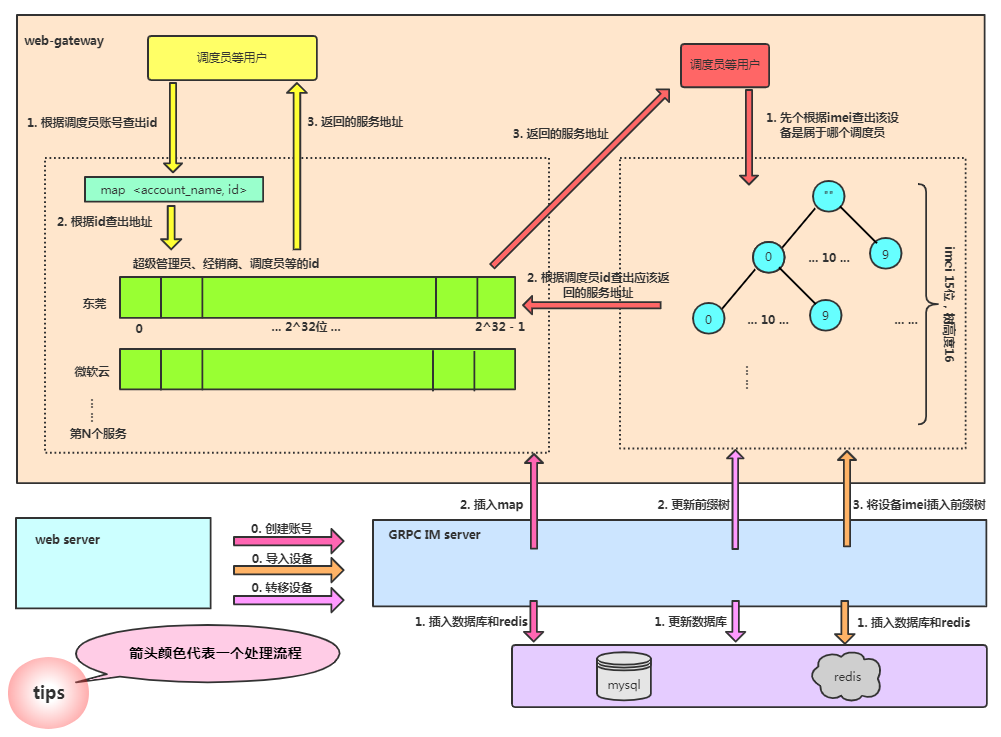 web-gateway
调度员等用户
调度员等用户
1. 根据调度员账号查出id
3. 返回的服务地址
3. 返回的服务地址
1. 先个根据imei查出该设
备是属于哪个调度员
map <account_name, id>
2. 根据id查出地址
超级管理员、经销商、调度员等的id
东莞
0
... 2^32位 ...
2^32 - 1
微软云
第N个服务
2. 根据调度员id查出应该返
回的服务地址
""
0
... 10 ...
9
0
... 10 ...
9
... ...
imei 15位，树高度16
2. 插入map
2. 更新前缀树
3. 将设备imei插入前缀树
web server
0. 创建账号
0. 导入设备
0. 转移设备
GRPC IM server
1. 插入数据库和redis
1. 更新数据库
1. 插入数据库和redis
箭头颜色代表一个处理流程
tips
mysql
redis